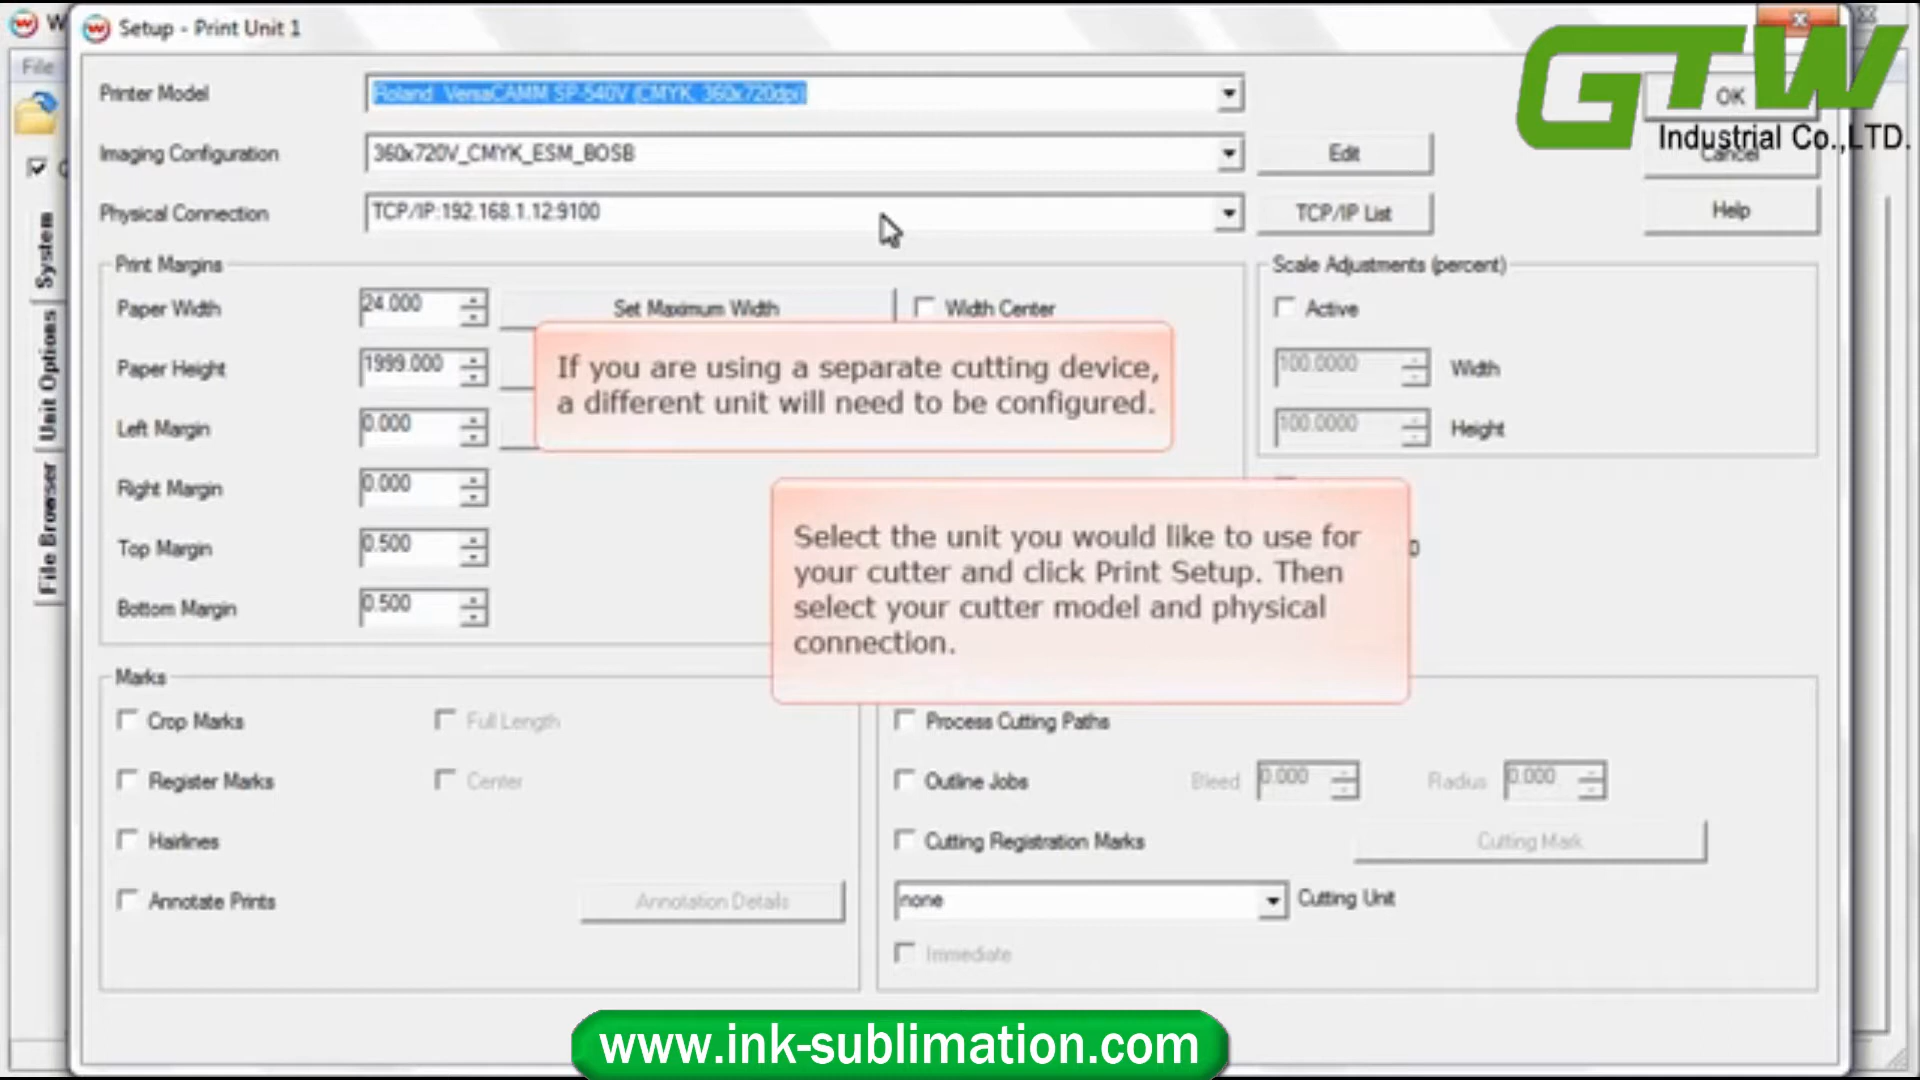 W
Setup - Print Unit 1
GTW
Industrial Co.,LTD.
File
Printer Model
Roland VersaCAMM SP-540V (CMYK, 360x720dpi)
OK
Imaging Configuration
360x720V_CMYK_ESM_BOSB
Edit
Cancel
Physical Connection
TCP/IP:192.168.1.12:9100
TCP/IP List
Help
System
Unit Options
File Browser
Print Margins
Scale Adjustments (percent)
Paper Width
24.000
Set Maximum Width
Width Center
Active
Paper Height
1999.000
100.0000
Width
Left Margin
0.000
100.0000
Height
If you are using a separate cutting device,
a different unit will need to be configured.
Right Margin
0.000
Top Margin
0.500
Bottom Margin
0.500
Select the unit you would like to use for
your cutter and click Print Setup. Then
select your cutter model and physical
connection.
Marks
Crop Marks
Full Length
Process Cutting Paths
Register Marks
Center
Outline Jobs
Bleed
0.000
Radius
0.000
Hairlines
Cutting Registration Marks
Cutting Mark
Annotate Prints
Annotation Details
none
Cutting Unit
Immediate
www.ink-sublimation.com